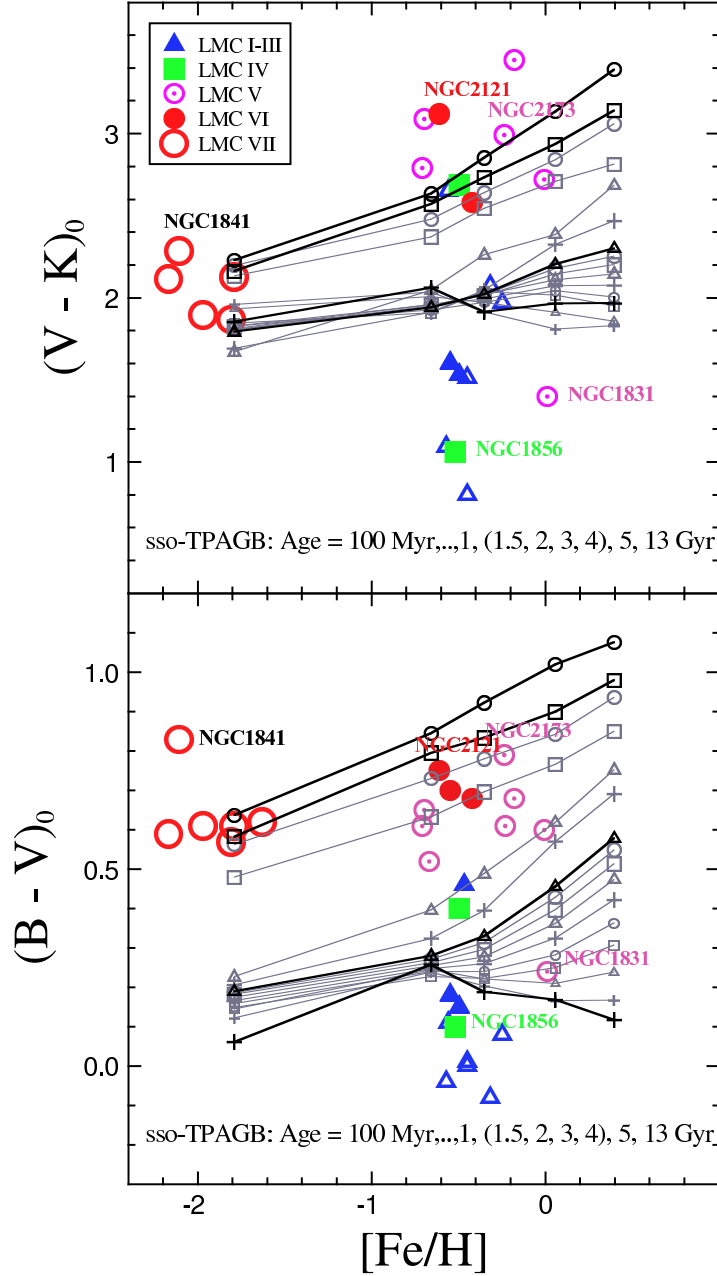 LMC I-III
LMC IV
LMC V
LMC VI
LMC VII
NGC2121
NGC2173
NGC1841
NGC1831
NGC1856
3
2
1
(V - K)0
sso-TPAGB: Age = 100 Myr,..,1, (1.5, 2, 3, 4), 5, 13 Gyr
NGC1841
NGC2173
NGC2121
NGC1831
NGC1856
1.0
0.5
0.0
(B - V)0
sso-TPAGB: Age = 100 Myr,..,1, (1.5, 2, 3, 4), 5, 13 Gyr
-2
-1
0
[Fe/H]